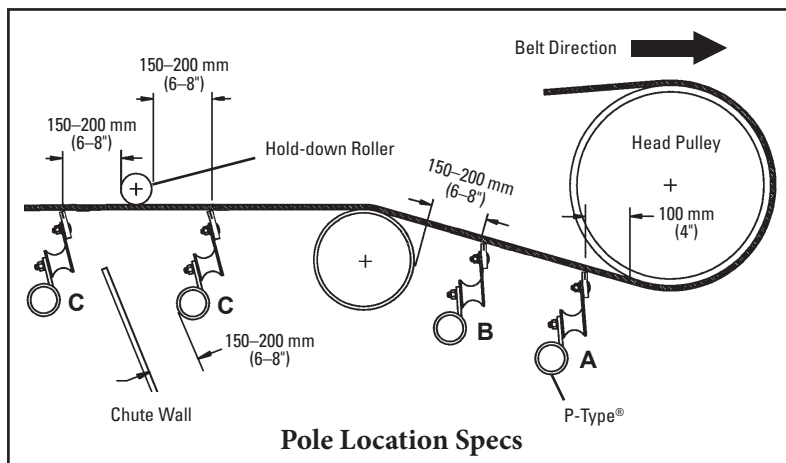 Belt Direction
150–200 mm
(6–8")
150–200 mm
(6–8")
Hold-down Roller
Head Pulley
150–200 mm
(6–8")
100 mm
(4")
C
C
B
A
150–200 mm
(6–8")
Chute Wall
P-Type®
Pole Location Specs